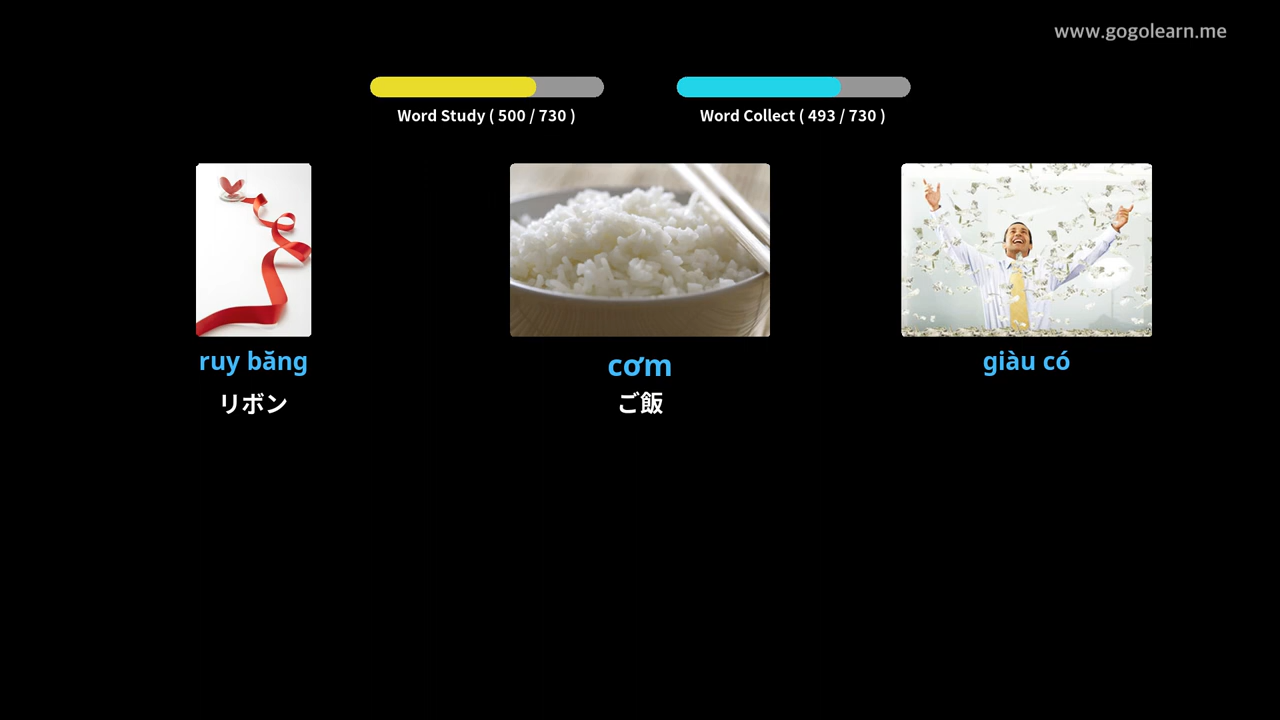 www.gogolearn.me
Word Study ( 500 / 730 )
Word Collect ( 493 / 730 )
ruy băng
cơm
giàu có
リボン
ご飯